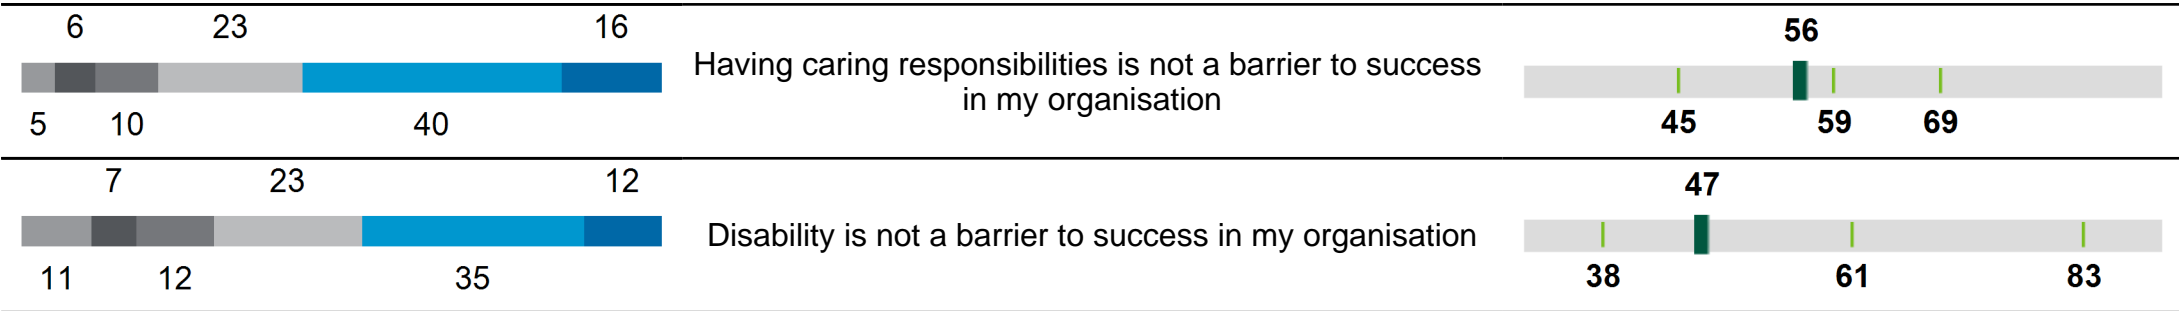 6 23 16
56
Having caring responsibilities is not a barrier to success
in my organisation
5 10 40
45 59 69
7 23 12
47
Disability is not a barrier to success in my organisation
11 12 35
38 61 83